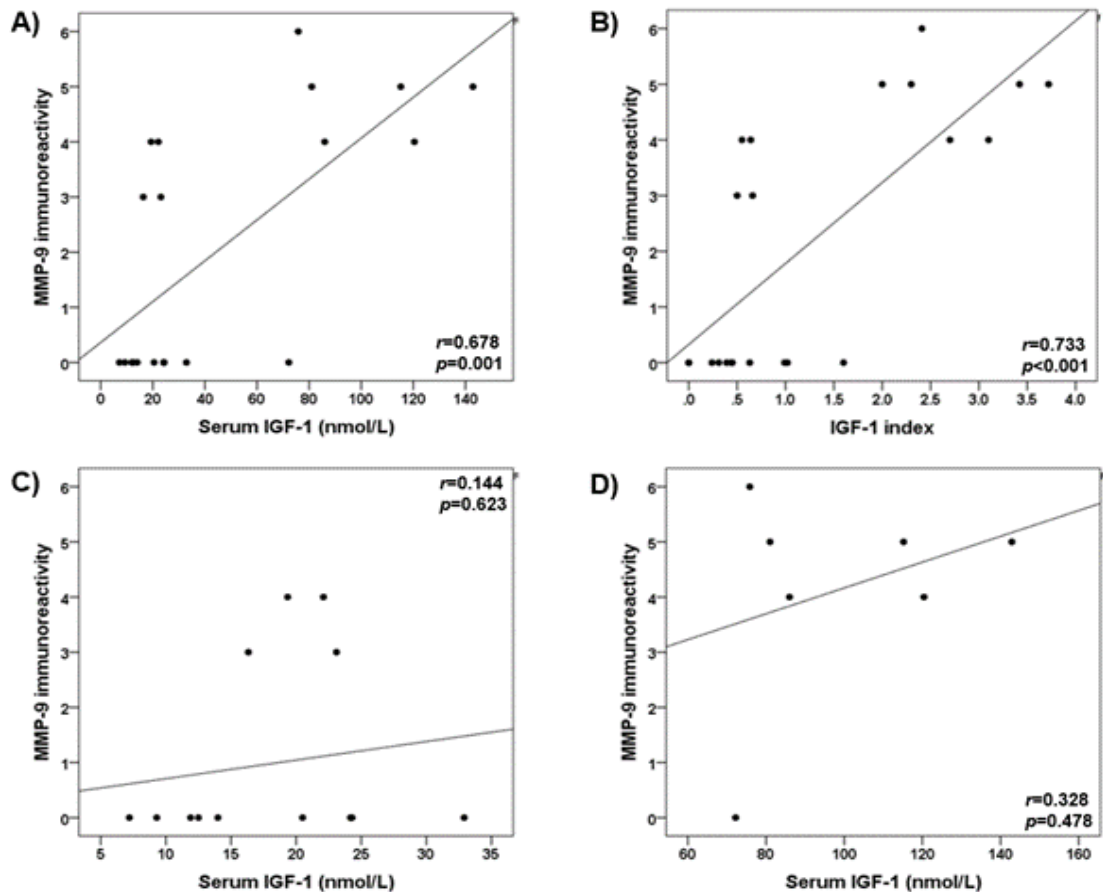 A)
MMP-9 immunoreactivity
6
5
4
3
2
1
0
r=0.678
p=0.001
0 20 40 60 80 100 120 140
Serum IGF-1 (nmol/L)
B)
MMP-9 immunoreactivity
6
5
4
3
2
1
0
r=0.733
p<0.001
.0 .5 1.0 1.5 2.0 2.5 3.0 3.5 4.0
IGF-1 index
C)
r=0.144
p=0.623
MMP-9 immunoreactivity
6
5
4
3
2
1
0
5 10 15 20 25 30 35
Serum IGF-1 (nmol/L)
D)
MMP-9 immunoreactivity
6
5
4
3
2
1
0
r=0.328
p=0.478
60 80 100 120 140 160
Serum IGF-1 (nmol/L)